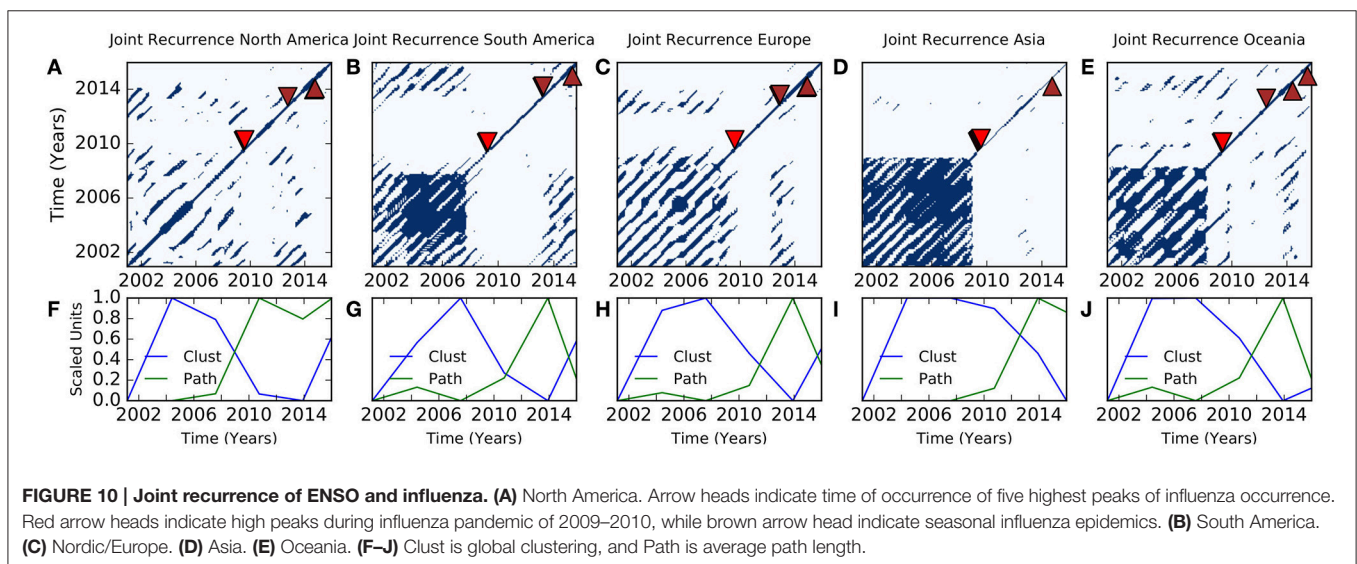 Joint Recurrence North America Joint Recurrence South America Joint Recurrence Europe Joint Recurrence Asia Joint Recurrence Oceania
A B C D E
Time (Years)
2014
2010
2006
2002
2002 2006 2010 2014 2002 2006 2010 2014 2002 2006 2010 2014 2002 2006 2010 2014 2002 2006 2010 2014
F G H I J
Scaled Units
1.0
0.8
0.6
0.4
0.2
0.0
Clust Clust Clust Clust Clust
Path Path Path Path Path
2002 2006 2010 2014 2002 2006 2010 2014 2002 2006 2010 2014 2002 2006 2010 2014 2002 2006 2010 2014
Time (Years) Time (Years) Time (Years) Time (Years) Time (Years)
FIGURE 10 | Joint recurrence of ENSO and influenza. (A) North America. Arrow heads indicate time of occurrence of five highest peaks of influenza occurrence.
Red arrow heads indicate high peaks during influenza pandemic of 2009–2010, while brown arrow head indicate seasonal influenza epidemics. (B) South America.
(C) Nordic/Europe. (D) Asia. (E) Oceania. (F–J) Clust is global clustering, and Path is average path length.